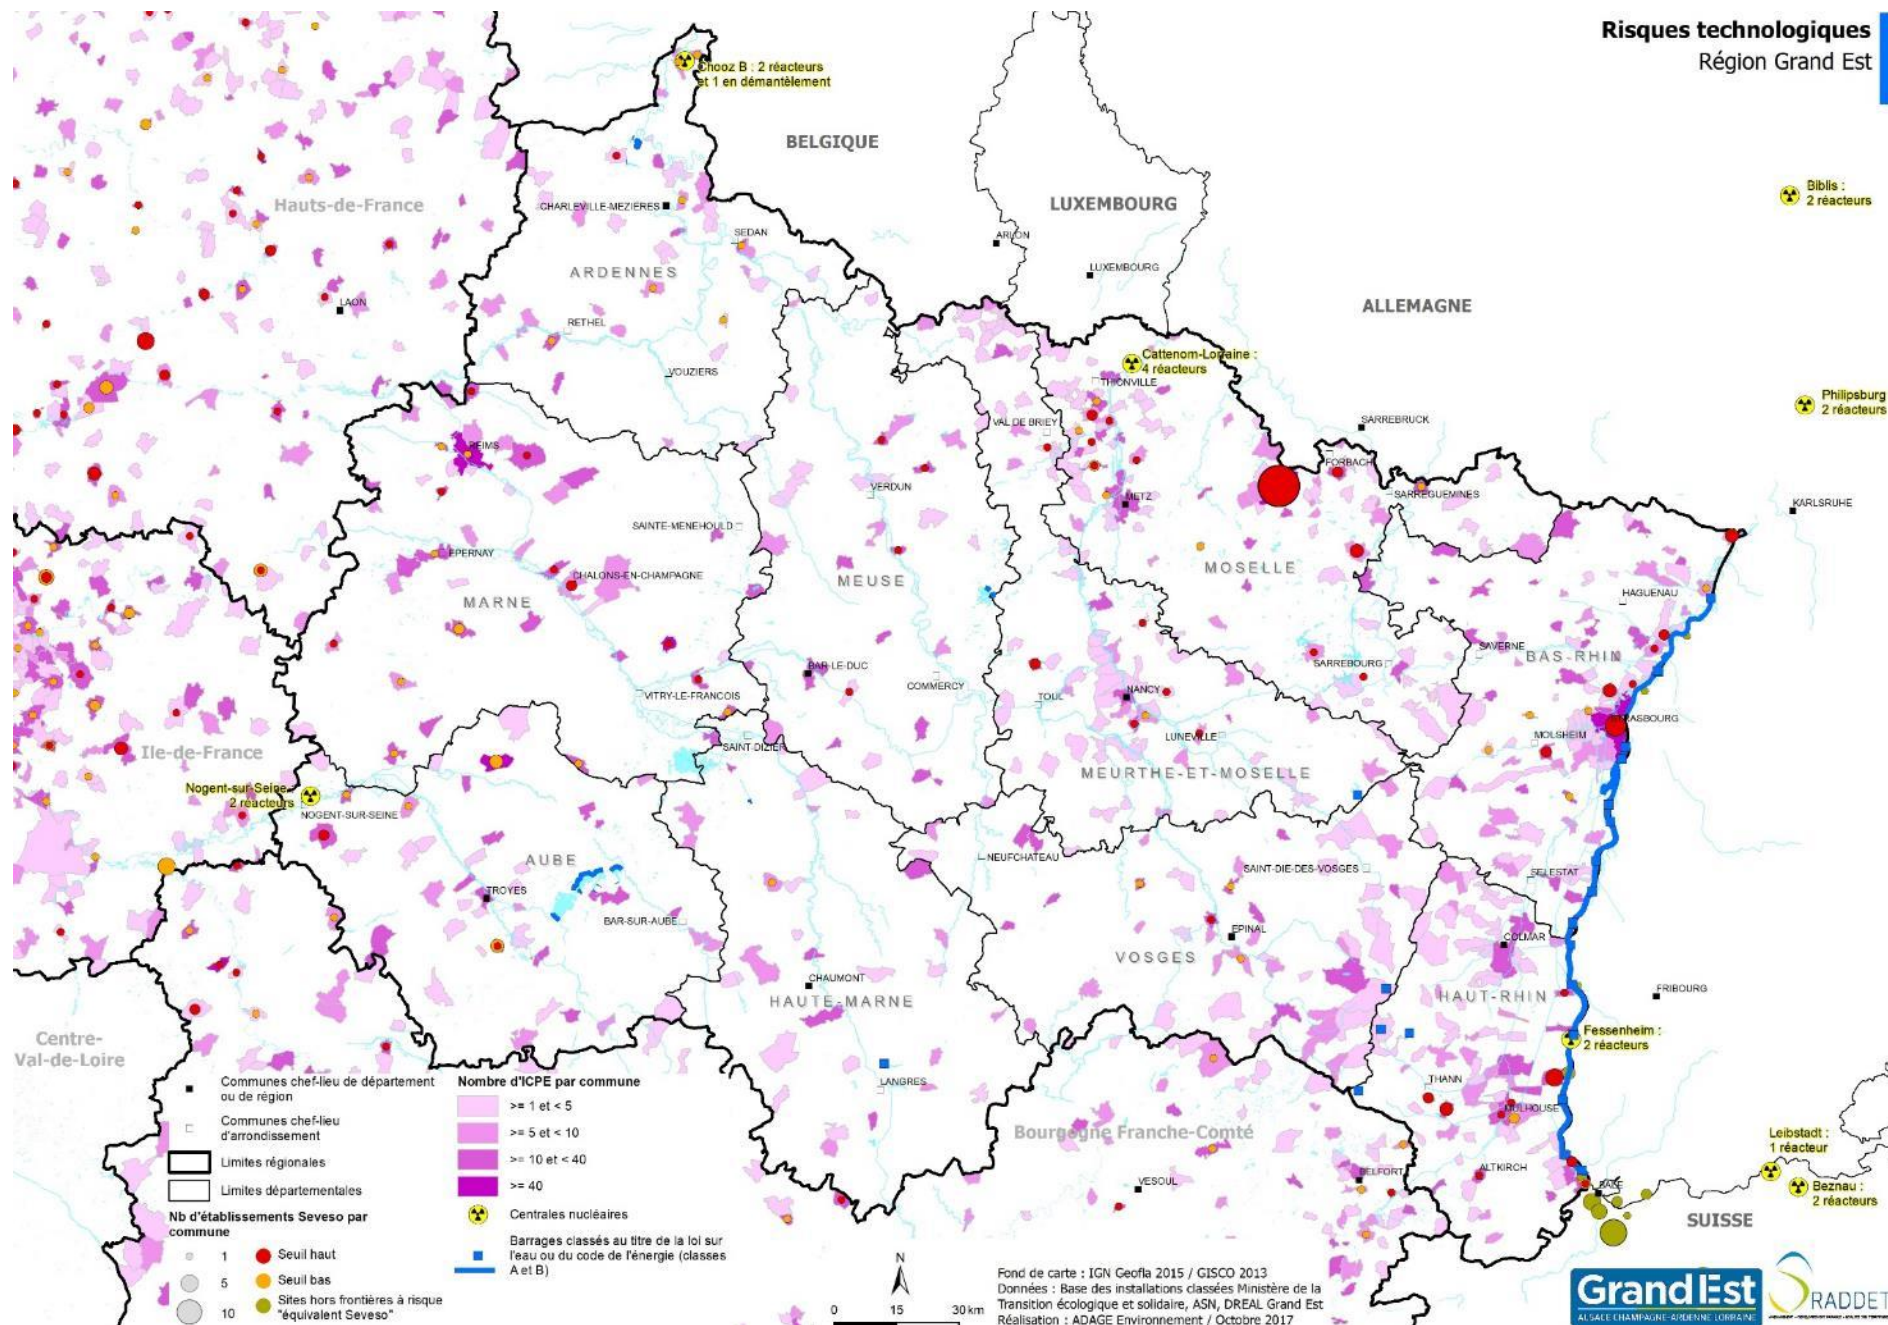 Risques technologiques
Région Grand Est
Chooz B : 2 réacteurs
et 1 en démantèlement
BELGIQUE
Biblis :
2 réacteurs
Hauts-de-France
LUXEMBOURG
CHARLEVILLE-MEZIERES
SEDAN
ARLON
ARDENNES
LUXEMBOURG
LAON
ALLEMAGNE
RETHEL
Cattenom-Lorraine :
4 réacteurs
VOUZIERS
THIONVILLE
Philipsburg
2 réacteurs
VAL DE BRIEY
SARREBRUCK
REIMS
FORBACH
VERDUN
METZ
SARREGUEMINES
KARLSRUHE
SAINTE-MENEHOULD
EPERNAY
CHALONS-EN-CHAMPAGNE
MEUSE
MOSELLE
MARNE
HAGUENAU
BAR-LE-DUC
SARREBOURG
SAVERNE
BAS-RHIN
COMMERCY
VITRY-LE-FRANCOIS
TOUL
NANCY
STRASBOURG
Ile-de-France
SAINT-DIZIER
LUNEVILLE
MOLSHEIM
MEURTHE-ET-MOSELLE
Nogent-sur-Seine :
2 réacteurs
NOGENT-SUR-SEINE
AUBE
NEUFCHATEAU
SAINT-DIE-DES-VOSGES
SELESTAT
TROYES
BAR-SUR-AUBE
EPINAL
COLMAR
VOSGES
CHAUMONT
HAUTE-MARNE
HAUT-RHIN
FRIBOURG
Centre-
Val-de-Loire
Fessenheim :
2 réacteurs
LANGRES
THANN
MULHOUSE
Bourgogne Franche-Comté
Leibstadt :
1 réacteur
BELFORT
ALTKIRCH
VESOUL
BALE
Beznau :
2 réacteurs
SUISSE
Communes chef-lieu de département
ou de région
Communes chef-lieu
d'arrondissement
Limites régionales
Limites départementales
Nb d'établissements Seveso par
commune
1
5
10
Seuil haut
Seuil bas
Sites hors frontières à risque
"équivalent Seveso"
Nombre d'ICPE par commune
>= 1 et < 5
>= 5 et < 10
>= 10 et < 40
>= 40
Centrales nucléaires
Barrages classés au titre de la loi sur
l'eau ou du code de l'énergie (classes
A et B)
N
0 15 30 km
Fond de carte : IGN Geofla 2015 / GISCO 2013
Données : Base des installations classées Ministère de la
Transition écologique et solidaire, ASN, DREAL Grand Est
Réalisation : ADAGE Environnement / Octobre 2017
Grand Est
ALSACE CHAMPAGNE-ARDENNE LORRAINE
SRADDET